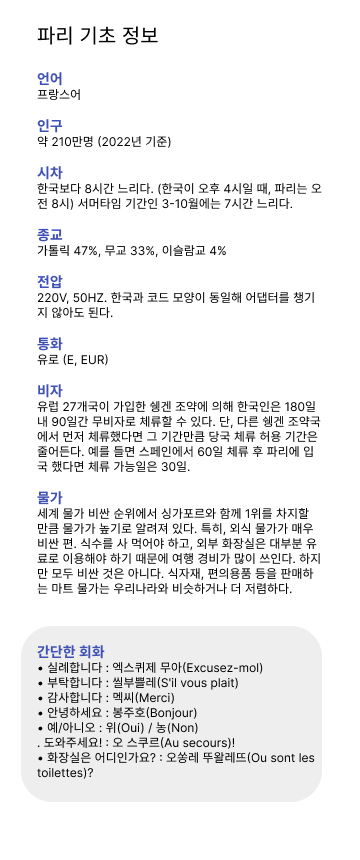 파리 기초 정보
언어
프랑스어
인구
약 210만명 (2022년 기준)
시차
한국보다 8시간 느리다. (한국이 오후 4시일 때, 파리는 오
전 8시) 서머타임 기간인 3-10월에는 7시간 느리다.
종교
가톨릭 47%, 무교 33%, 이슬람교 4%
전압
220V, 50HZ. 한국과 코드 모양이 동일해 어댑터를 챙기
지 않아도 된다.
통화
유로 (E, EUR)
비자
유럽 27개국이 가입한 쉥겐 조약에 의해 한국인은 180일
내 90일간 무비자로 체류할 수 있다. 단, 다른 쉥겐 조약국
에서 먼저 체류했다면 그 기간만큼 당국 체류 허용 기간은
줄어든다. 예를 들면 스페인에서 60일 체류 후 파리에 입
국 했다면 체류 가능일은 30일.
물가
세계 물가 비싼 순위에서 싱가포르와 함께 1위를 차지할
만큼 물가가 높기로 알려져 있다. 특히, 외식 물가가 매우
비싼 편. 식수를 사 먹어야 하고, 외부 화장실은 대부분 유
료로 이용해야 하기 때문에 여행 경비가 많이 쓰인다. 하지
만 모두 비싼 것은 아니다. 식자재, 편의용품 등을 판매하
는 마트 물가는 우리나라와 비슷하거나 더 저렴하다.
간단한 회화
• 실례합니다 : 엑스퀴제 무아(Excusez-mol)
• 부탁합니다 : 씰부쁠레(S'il vous plait)
• 감사합니다 : 멕씨(Merci)
• 안녕하세요 : 봉주호(Bonjour)
• 예/아니오 : 위(Oui) / 농(Non)
. 도와주세요! : 오 스쿠르(Au secours)!
• 화장실은 어디인가요? : 오쏭레 뚜왈레뜨(Ou sont les
toilettes)?